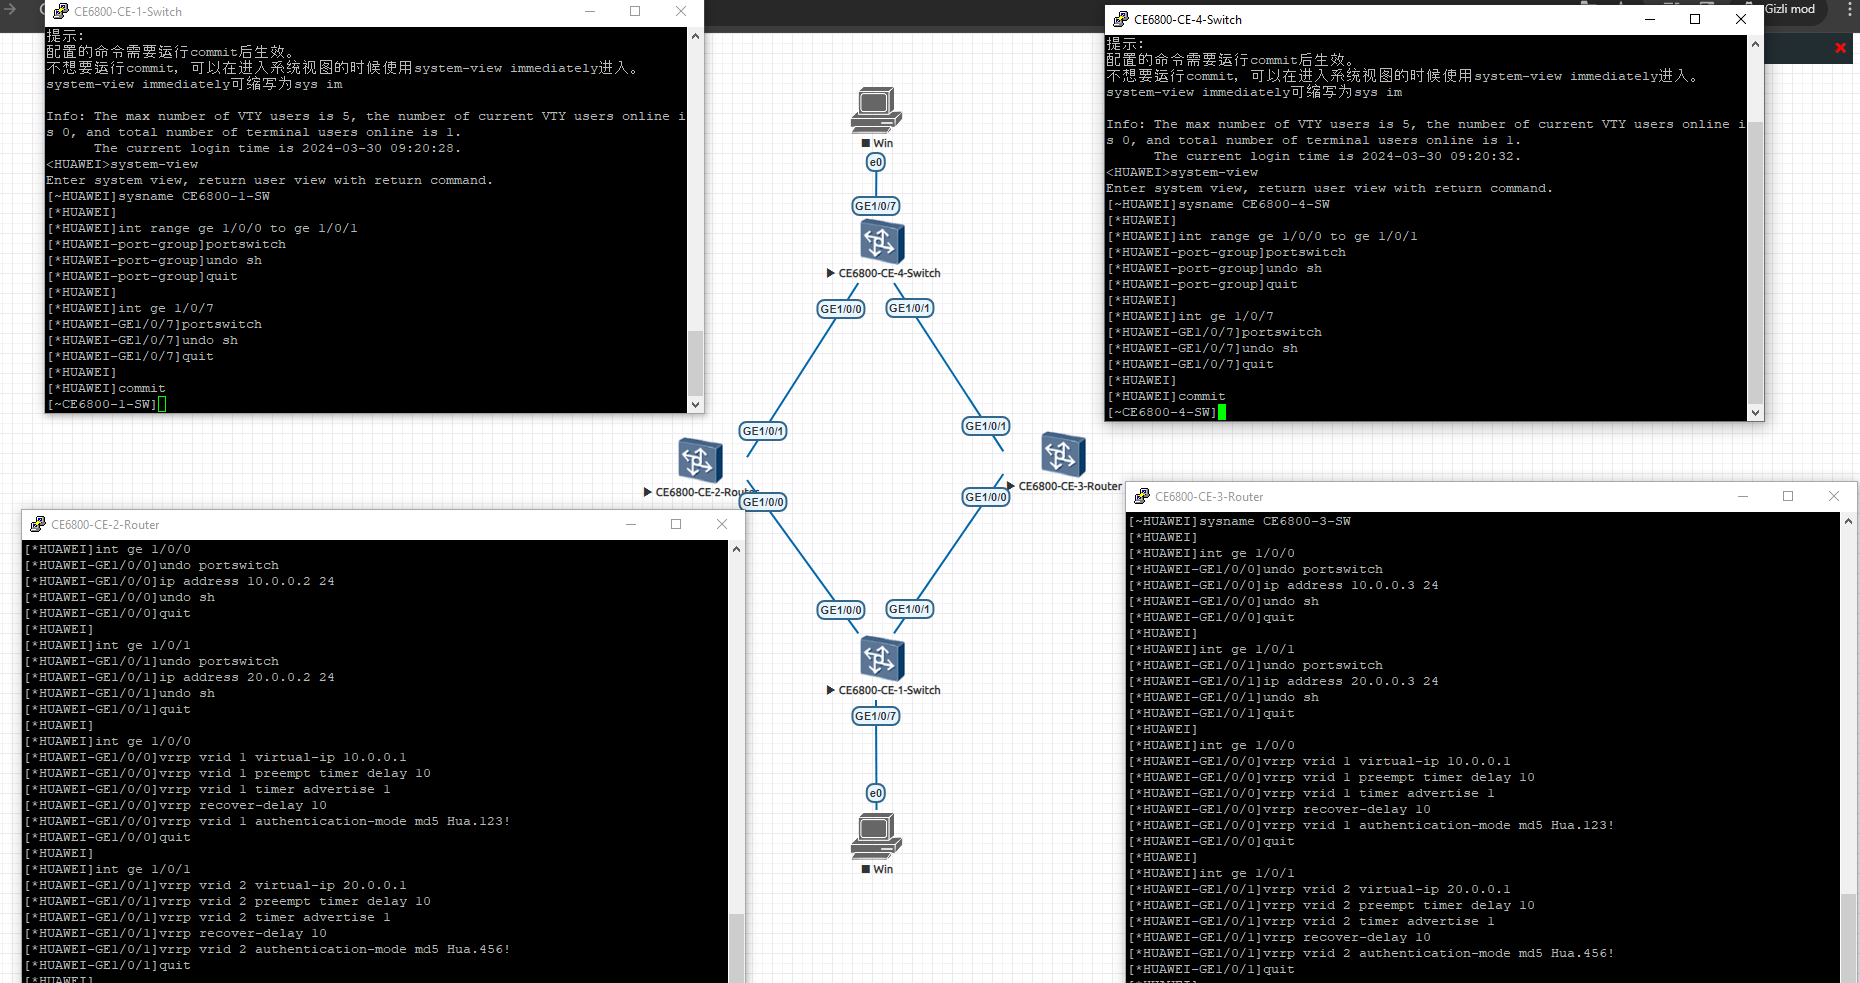 Gizli mod
CE6800-CE-1-Switch
提示:
配置的命令需要运行commit后生效。
不想要运行commit, 可以在进入系统视图的时候使用system-view immediately进入。
system-view immediately可缩写为sys im
Info: The max number of VTY users is 5, the number of current VTY users online i
s 0, and total number of terminal users online is 1.
The current login time is 2024-03-30 09:20:28.
<HUAWEI>system-view
Enter system view, return user view with return command.
[~HUAWEI]sysname CE6800-1-SW
[*HUAWEI]
[*HUAWEI]int range ge 1/0/0 to ge 1/0/1
[*HUAWEI-port-group]portswitch
[*HUAWEI-port-group]undo sh
[*HUAWEI-port-group]quit
[*HUAWEI]
[*HUAWEI]int ge 1/0/7
[*HUAWEI-GE1/0/7]portswitch
[*HUAWEI-GE1/0/7]undo sh
[*HUAWEI-GE1/0/7]quit
[*HUAWEI]
[*HUAWEI]commit
[~CE6800-1-SW]
CE6800-CE-4-Switch
提示:
配置的命令需要运行commit后生效。
不想要运行commit, 可以在进入系统视图的时候使用system-view immediately进入。
system-view immediately可缩写为sys im
Info: The max number of VTY users is 5, the number of current VTY users online i
s 0, and total number of terminal users online is 1.
The current login time is 2024-03-30 09:20:32.
<HUAWEI>system-view
Enter system view, return user view with return command.
[~HUAWEI]sysname CE6800-4-SW
[*HUAWEI]
[*HUAWEI]int range ge 1/0/0 to ge 1/0/1
[*HUAWEI-port-group]portswitch
[*HUAWEI-port-group]undo sh
[*HUAWEI-port-group]quit
[*HUAWEI]
[*HUAWEI]int ge 1/0/7
[*HUAWEI-GE1/0/7]portswitch
[*HUAWEI-GE1/0/7]undo sh
[*HUAWEI-GE1/0/7]quit
[*HUAWEI]
[*HUAWEI]commit
[~CE6800-4-SW]
Win
e0
GE1/0/7
CE6800-CE-4-Switch
GE1/0/0
GE1/0/1
GE1/0/1
GE1/0/1
CE6800-CE-2-Router
CE6800-CE-3-Router
GE1/0/0
GE1/0/0
GE1/0/0
GE1/0/1
CE6800-CE-1-Switch
GE1/0/7
e0
Win
CE6800-CE-2-Router
[*HUAWEI]int ge 1/0/0
[*HUAWEI-GE1/0/0]undo portswitch
[*HUAWEI-GE1/0/0]ip address 10.0.0.2 24
[*HUAWEI-GE1/0/0]undo sh
[*HUAWEI-GE1/0/0]quit
[*HUAWEI]
[*HUAWEI]int ge 1/0/1
[*HUAWEI-GE1/0/1]undo portswitch
[*HUAWEI-GE1/0/1]ip address 20.0.0.2 24
[*HUAWEI-GE1/0/1]undo sh
[*HUAWEI-GE1/0/1]quit
[*HUAWEI]
[*HUAWEI]int ge 1/0/0
[*HUAWEI-GE1/0/0]vrrp vrid 1 virtual-ip 10.0.0.1
[*HUAWEI-GE1/0/0]vrrp vrid 1 preempt timer delay 10
[*HUAWEI-GE1/0/0]vrrp vrid 1 timer advertise 1
[*HUAWEI-GE1/0/0]vrrp recover-delay 10
[*HUAWEI-GE1/0/0]vrrp vrid 1 authentication-mode md5 Hua.123!
[*HUAWEI-GE1/0/0]quit
[*HUAWEI]
[*HUAWEI]int ge 1/0/1
[*HUAWEI-GE1/0/1]vrrp vrid 2 virtual-ip 20.0.0.1
[*HUAWEI-GE1/0/1]vrrp vrid 2 preempt timer delay 10
[*HUAWEI-GE1/0/1]vrrp vrid 2 timer advertise 1
[*HUAWEI-GE1/0/1]vrrp recover-delay 10
[*HUAWEI-GE1/0/1]vrrp vrid 2 authentication-mode md5 Hua.456!
[*HUAWEI-GE1/0/1]quit
[*HUAWEI]
CE6800-CE-3-Router
[~HUAWEI]sysname CE6800-3-SW
[*HUAWEI]
[*HUAWEI]int ge 1/0/0
[*HUAWEI-GE1/0/0]undo portswitch
[*HUAWEI-GE1/0/0]ip address 10.0.0.3 24
[*HUAWEI-GE1/0/0]undo sh
[*HUAWEI-GE1/0/0]quit
[*HUAWEI]
[*HUAWEI]int ge 1/0/1
[*HUAWEI-GE1/0/1]undo portswitch
[*HUAWEI-GE1/0/1]ip address 20.0.0.3 24
[*HUAWEI-GE1/0/1]undo sh
[*HUAWEI-GE1/0/1]quit
[*HUAWEI]
[*HUAWEI]int ge 1/0/0
[*HUAWEI-GE1/0/0]vrrp vrid 1 virtual-ip 10.0.0.1
[*HUAWEI-GE1/0/0]vrrp vrid 1 preempt timer delay 10
[*HUAWEI-GE1/0/0]vrrp vrid 1 timer advertise 1
[*HUAWEI-GE1/0/0]vrrp recover-delay 10
[*HUAWEI-GE1/0/0]vrrp vrid 1 authentication-mode md5 Hua.123!
[*HUAWEI-GE1/0/0]quit
[*HUAWEI]
[*HUAWEI]int ge 1/0/1
[*HUAWEI-GE1/0/1]vrrp vrid 2 virtual-ip 20.0.0.1
[*HUAWEI-GE1/0/1]vrrp vrid 2 preempt timer delay 10
[*HUAWEI-GE1/0/1]vrrp vrid 2 timer advertise 1
[*HUAWEI-GE1/0/1]vrrp recover-delay 10
[*HUAWEI-GE1/0/1]vrrp vrid 2 authentication-mode md5 Hua.456!
[*HUAWEI-GE1/0/1]quit